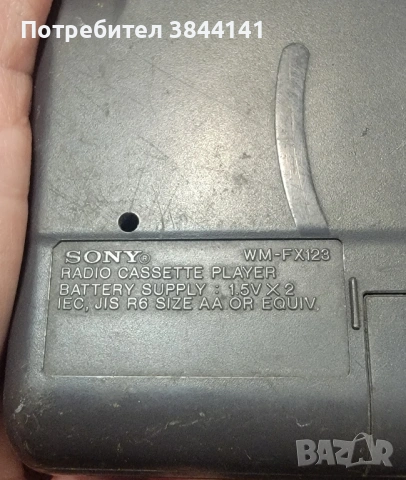 Потребител 3844141
SONY® WM-FX123
RADIO CASSETTE PLAYER
BATTERY SUPPLY : 1.5V X 2
IEC, JIS R6 SIZE AA OR EQUIV.
BAZAR